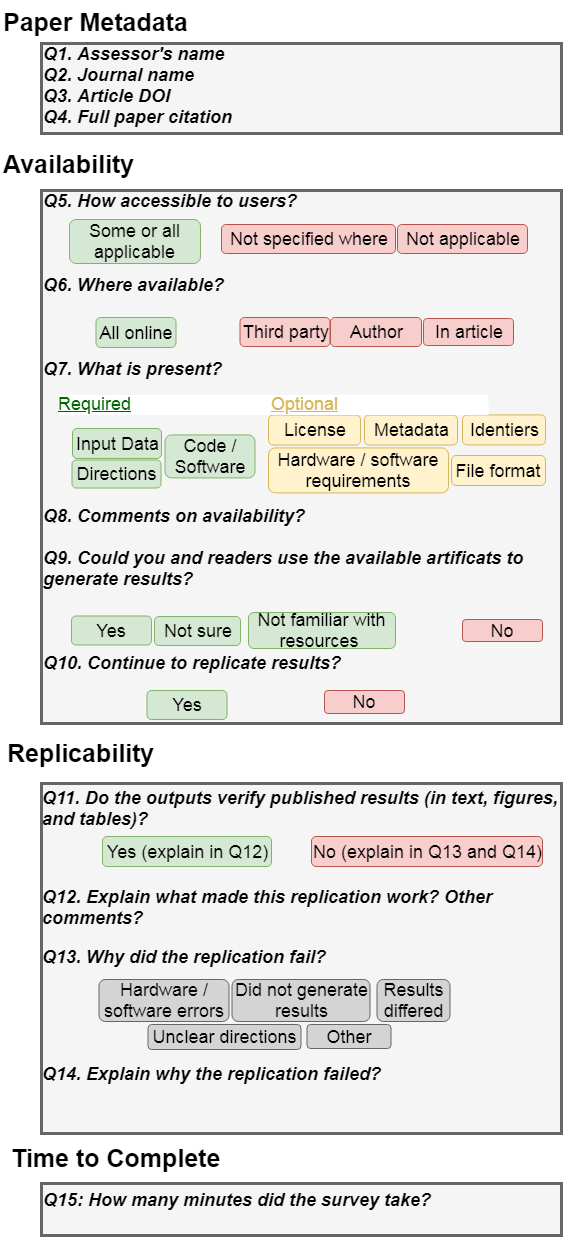 Paper Metadata
Q1. Assessor's name
Q2. Journal name
Q3. Article DOI
Q4. Full paper citation
Availability
Q5. How accessible to users?
Some or all
applicable
Not specified where
Not applicable
Q6. Where available?
All online
Third party
Author
In article
Q7. What is present?
Required
Optional
Input Data
Directions
Code /
Software
License
Metadata
Identiers
Hardware / software
requirements
File format
Q8. Comments on availability?
Q9. Could you and readers use the available artificats to
generate results?
Yes
Not sure
Not familiar with
resources
No
Q10. Continue to replicate results?
Yes
No
Replicability
Q11. Do the outputs verify published results (in text, figures,
and tables)?
Yes (explain in Q12)
No (explain in Q13 and Q14)
Q12. Explain what made this replication work? Other
comments?
Q13. Why did the replication fail?
Hardware /
software errors
Did not generate
results
Results
differed
Unclear directions
Other
Q14. Explain why the replication failed?
Time to Complete
Q15: How many minutes did the survey take?